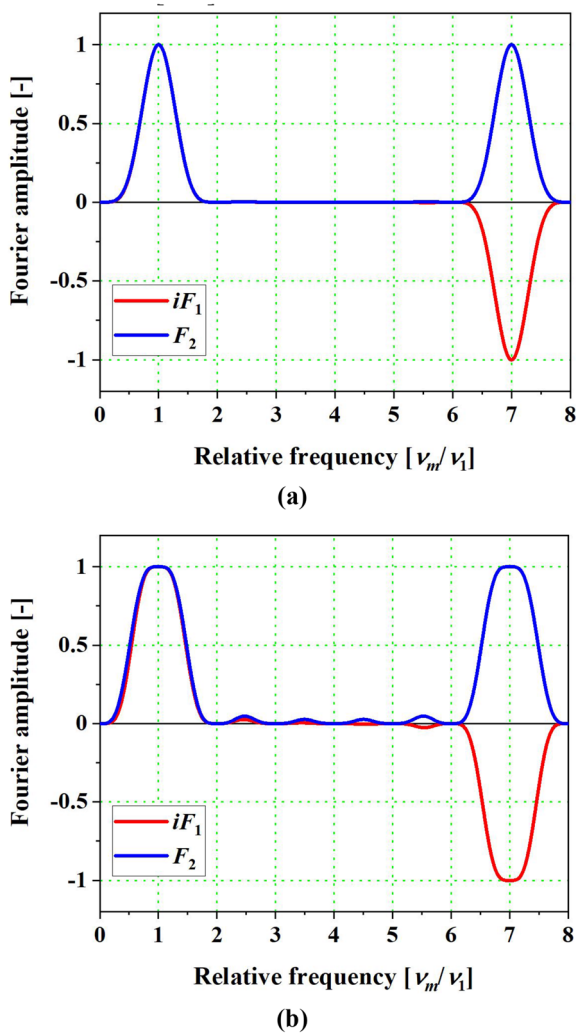 1
0.5
0
-0.5
-1
Fourier amplitude [-]
iF1
F2
0 1 2 3 4 5 6 7 8
Relative frequency [νm/ν1]
(a)
1
0.5
0
-0.5
-1
Fourier amplitude [-]
iF1
F2
0 1 2 3 4 5 6 7 8
Relative frequency [νm/ν1]
(b)